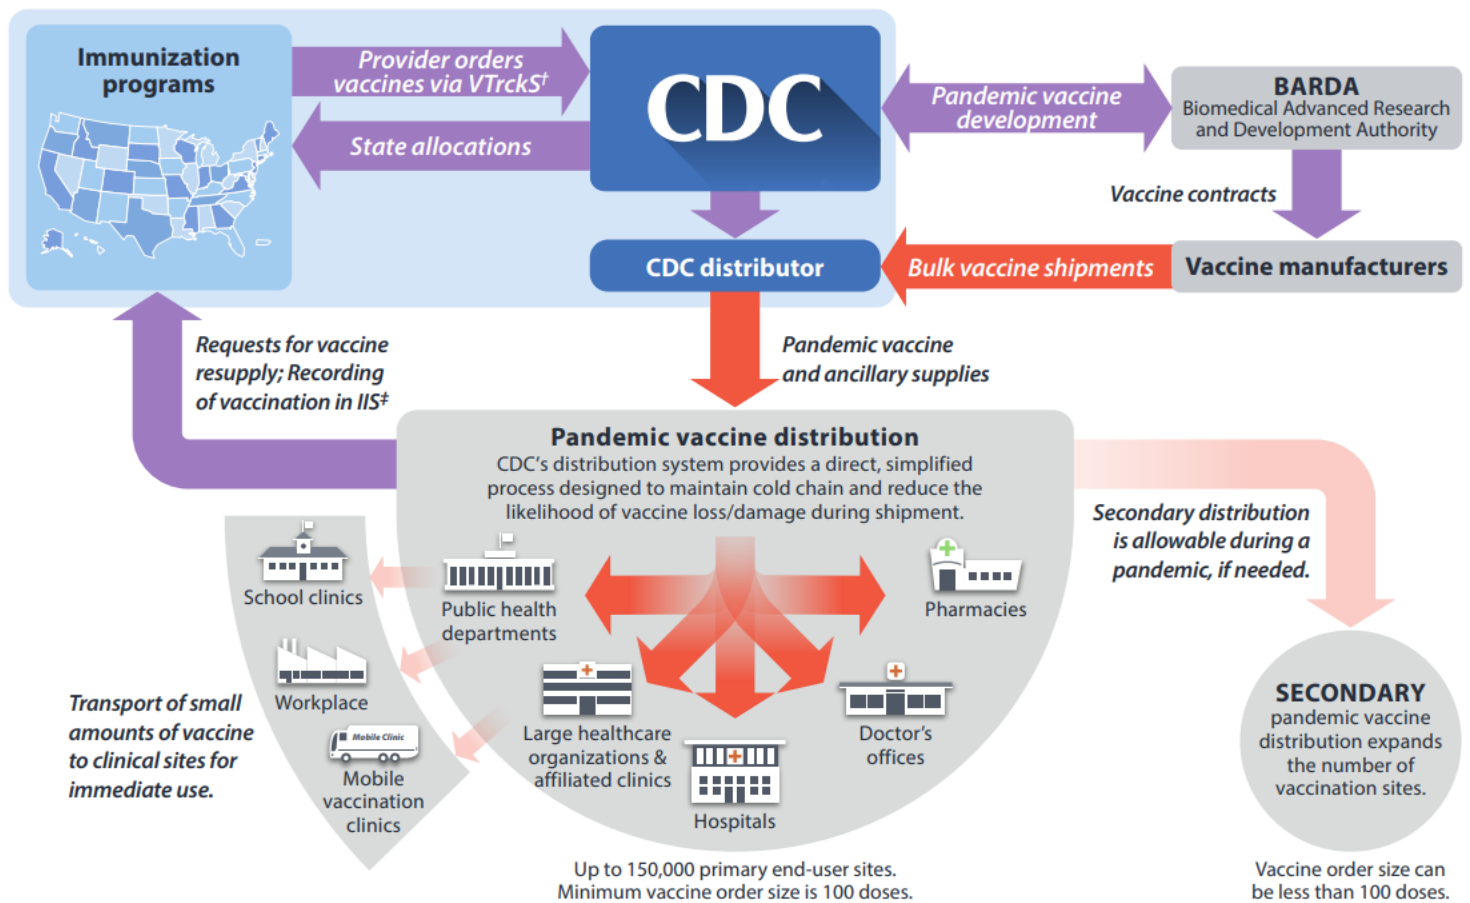 Immunization
programs
Provider orders
vaccines via VTrckS†
State allocations
CDC
Pandemic vaccine
development
BARDA
Biomedical Advanced Research
and Development Authority
Vaccine contracts
CDC distributor
Bulk vaccine shipments
Vaccine manufacturers
Requests for vaccine
resupply; Recording
of vaccination in IIS‡
Pandemic vaccine
and ancillary supplies
Pandemic vaccine distribution
CDC's distribution system provides a direct, simplified
process designed to maintain cold chain and reduce the
likelihood of vaccine loss/damage during shipment.
Secondary distribution
is allowable during a
pandemic, if needed.
School clinics
Public health
departments
Pharmacies
Workplace
Transport of small
amounts of vaccine
to clinical sites for
immediate use.
Mobile Clinic
Mobile
vaccination
clinics
Large healthcare
organizations &
affiliated clinics
Hospitals
Doctor's
offices
SECONDARY
pandemic vaccine
distribution expands
the number of
vaccination sites.
Up to 150,000 primary end-user sites.
Minimum vaccine order size is 100 doses.
Vaccine order size can
be less than 100 doses.